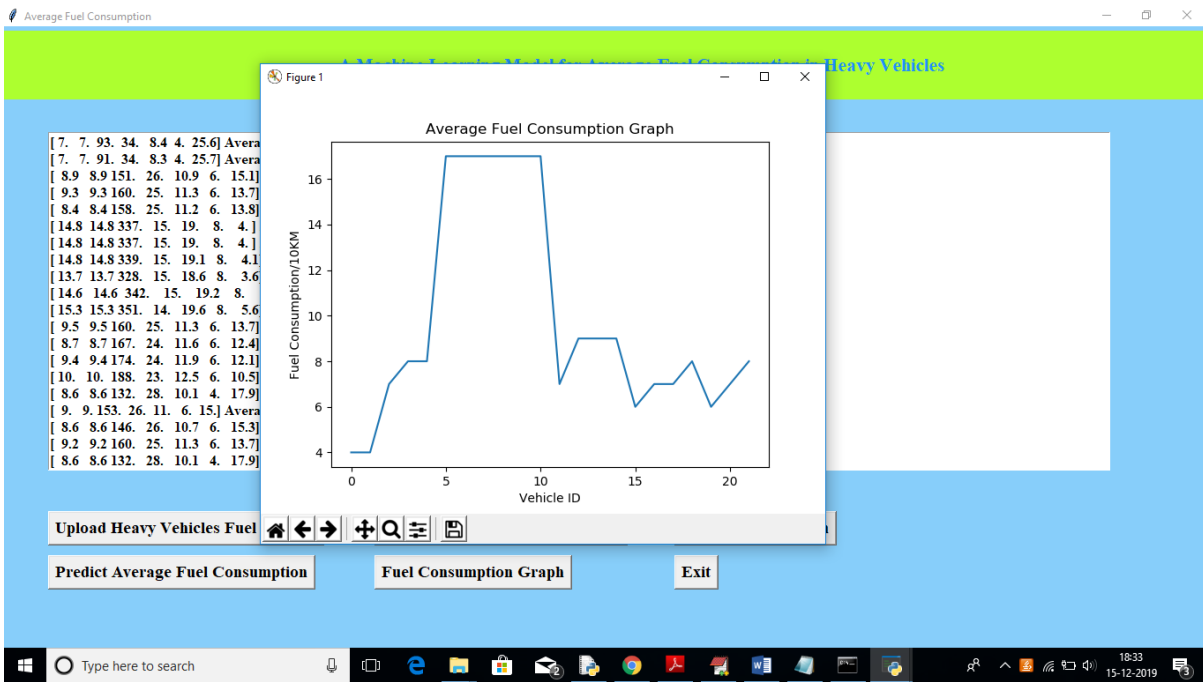 Average Fuel Consumption
A Machine Learning Model for Average Fuel Consumption in Heavy Vehicles
Figure 1
[ 7. 7. 93. 34. 8.4 4. 25.6] Avera
[ 7. 7. 91. 34. 8.3 4. 25.7] Avera
[ 8.9 8.9 151. 26. 10.9 6. 15.1]
[ 9.3 9.3 160. 25. 11.3 6. 13.7]
[ 8.4 8.4 158. 25. 11.2 6. 13.8]
[ 14.8 14.8 337. 15. 19. 8. 4. ]
[ 14.8 14.8 337. 15. 19. 8. 4. ]
[ 14.8 14.8 339. 15. 19.1 8. 4.1
[ 13.7 13.7 328. 15. 18.6 8. 3.6
[ 14.6 14.6 342. 15. 19.2 8.
[ 15.3 15.3 351. 14. 19.6 8. 5.6
[ 9.5 9.5 160. 25. 11.3 6. 13.7]
[ 8.7 8.7 167. 24. 11.6 6. 12.4]
[ 9.4 9.4 174. 24. 11.9 6. 12.1]
[ 10. 10. 188. 23. 12.5 6. 10.5]
[ 8.6 8.6 132. 28. 10.1 4. 17.9]
[ 9. 9. 153. 26. 11. 6. 15.] Avera
[ 8.6 8.6 146. 26. 10.7 6. 15.3]
[ 9.2 9.2 160. 25. 11.3 6. 13.7]
[ 8.6 8.6 132. 28. 10.1 4. 17.9]
Average Fuel Consumption Graph
Fuel Consumption/10KM
16
14
12
10
8
6
4
0 5 10 15 20
Vehicle ID
Upload Heavy Vehicles Fuel
Predict Average Fuel Consumption
Fuel Consumption Graph
Exit
Type here to search
2
18:33
15-12-2019
3